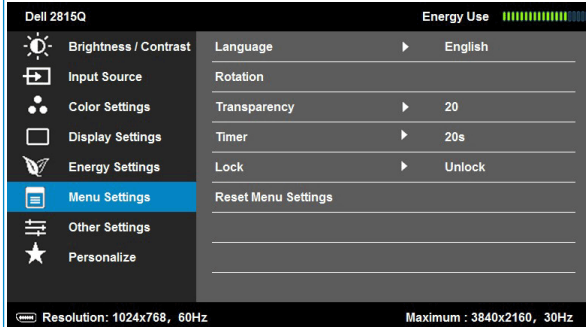 Dell 2815Q Energy Use
Brightness / Contrast Language English
Input Source Rotation
Color Settings Transparency 20
Display Settings Timer 20s
Energy Settings Lock Unlock
Menu Settings Reset Menu Settings
Other Settings
Personalize
Resolution: 1024x768, 60Hz Maximum : 3840x2160, 30Hz